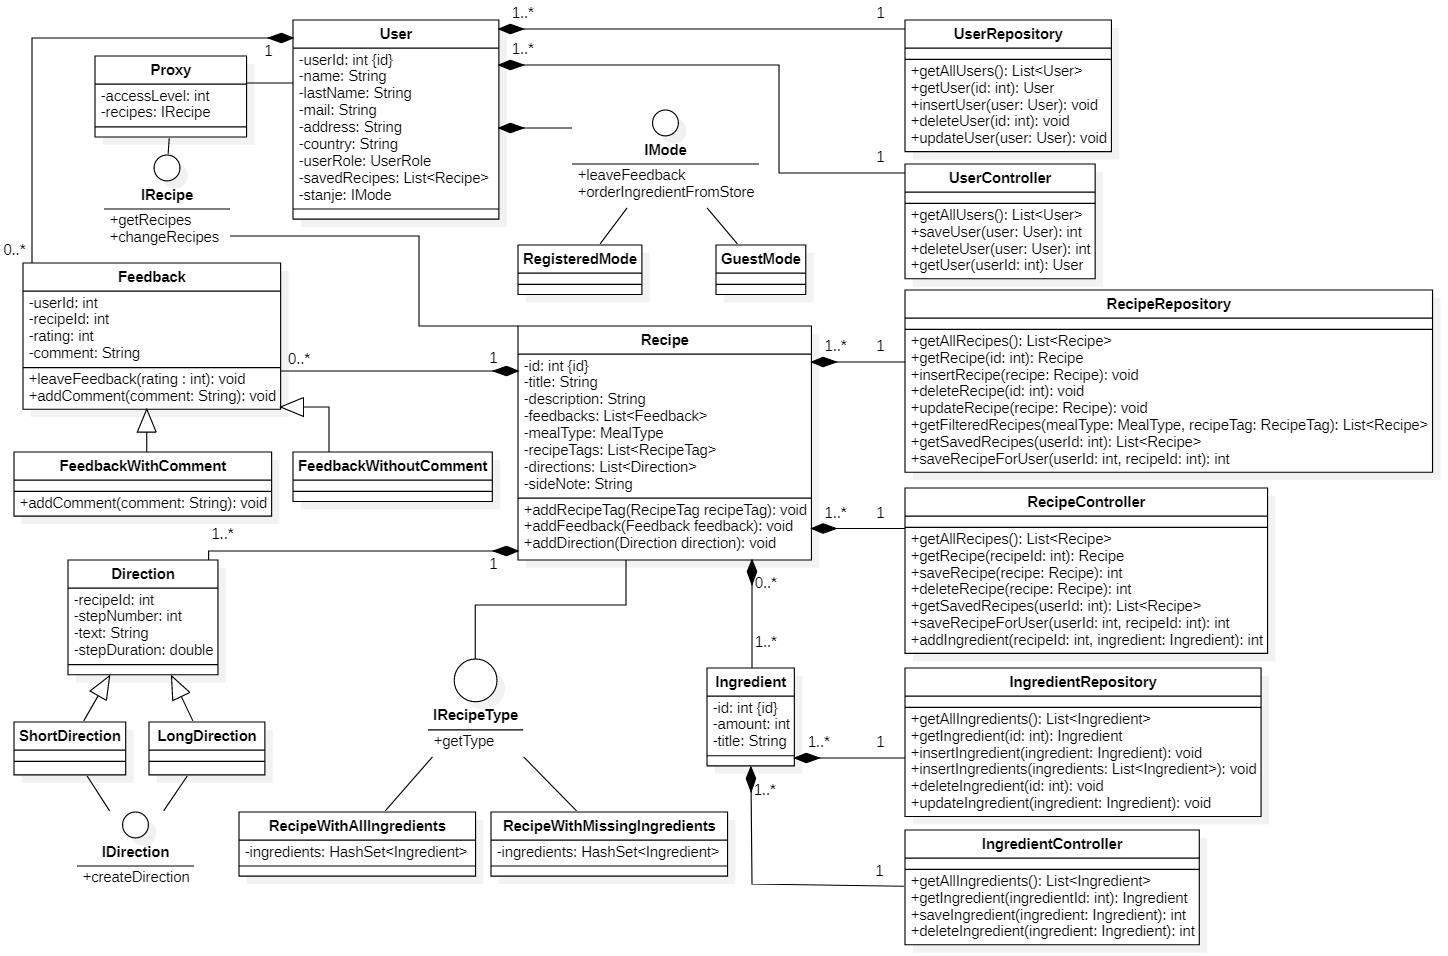 1..*
1
User
-userId: int {id}
-name: String
-lastName: String
-mail: String
-address: String
-country: String
-userRole: UserRole
-savedRecipes: List<Recipe>
-stanje: IMode
1
1..*
UserRepository
+getAllUsers(): List<User>
+getUser(id: int): User
+insertUser(user: User): void
+deleteUser(id: int): void
+updateUser(user: User): void
Proxy
-accessLevel: int
-recipes: IRecipe
IRecipe
+getRecipes
+changeRecipes
IMode
+leaveFeedback
+orderIngredientFromStore
RegisteredMode
GuestMode
1
UserController
+getAllUsers(): List<User>
+saveUser(user: User): int
+deleteUser(user: User): int
+getUser(userId: int): User
0..*
Feedback
-userId: int
-recipeId: int
-rating: int
-comment: String
+leaveFeedback(rating : int): void
+addComment(comment: String): void
0..*
1
FeedbackWithComment
+addComment(comment: String): void
FeedbackWithoutComment
Recipe
-id: int {id}
-title: String
-description: String
-feedbacks: List<Feedback>
-mealType: MealType
-recipeTags: List<RecipeTag>
-directions: List<Direction>
-sideNote: String
+addRecipeTag(RecipeTag recipeTag): void
+addFeedback(Feedback feedback): void
+addDirection(Direction direction): void
1..*
1
RecipeRepository
+getAllRecipes(): List<Recipe>
+getRecipe(id: int): Recipe
+insertRecipe(recipe: Recipe): void
+deleteRecipe(id: int): void
+updateRecipe(recipe: Recipe): void
+getFilteredRecipes(mealType: MealType, recipeTag: RecipeTag): List<Recipe>
+getSavedRecipes(userId: int): List<Recipe>
+saveRecipeForUser(userId: int, recipeId: int): int
1..*
1
RecipeController
+getAllRecipes(): List<Recipe>
+getRecipe(recipeId: int): Recipe
+saveRecipe(recipe: Recipe): int
+deleteRecipe(recipe: Recipe): int
+getSavedRecipes(userId: int): List<Recipe>
+saveRecipeForUser(userId: int, recipeId: int): int
+addIngredient(recipeId: int, ingredient: Ingredient): int
1..*
1
Direction
-recipeId: int
-stepNumber: int
-text: String
-stepDuration: double
ShortDirection
LongDirection
IDirection
+createDirection
IRecipeType
+getType
RecipeWithAllIngredients
-ingredients: HashSet<Ingredient>
RecipeWithMissingIngredients
-ingredients: HashSet<Ingredient>
0..*
1..*
Ingredient
-id: int {id}
-amount: int
-title: String
1..*
1
1..*
IngredientRepository
+getAllIngredients(): List<Ingredient>
+getIngredient(id: int): Ingredient
+insertIngredient(ingredient: Ingredient): void
+insertIngredients(ingredients: List<Ingredient>): void
+deleteIngredient(id: int): void
+updateIngredient(ingredient: Ingredient): void
1
IngredientController
+getAllIngredients(): List<Ingredient>
+getIngredient(ingredientId: int): Ingredient
+saveIngredient(ingredient: Ingredient): int
+deleteIngredient(ingredient: Ingredient): int